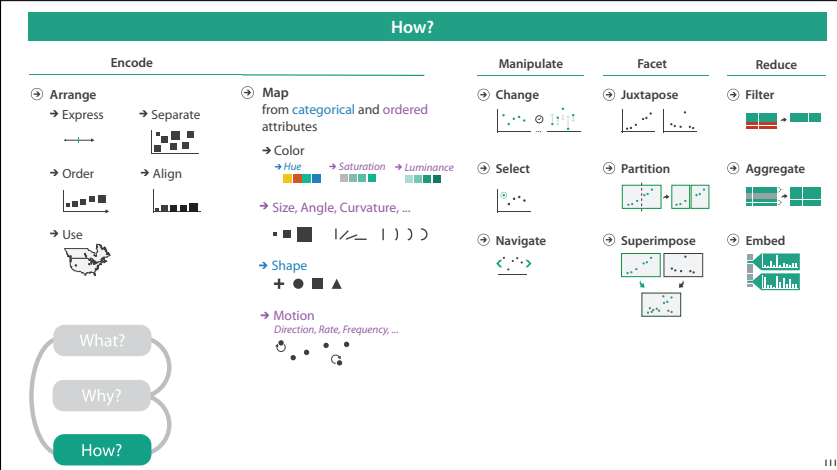 How?
Encode
Arrange
Express
Separate
Order
Align
Use
Map
from categorical and ordered
attributes
Color
Hue
Saturation
Luminance
Size, Angle, Curvature, ...
Shape
Motion
Direction, Rate, Frequency, ...
Manipulate
Change
...
Select
Navigate
Facet
Juxtapose
Partition
Superimpose
Reduce
Filter
Aggregate
Embed
What?
Why?
How?